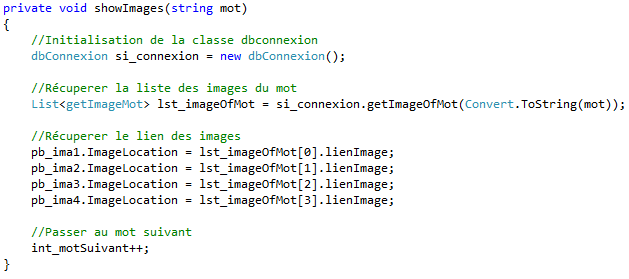 private void showImages(string mot)
{
//Initialisation de la classe dbconnexion
dbConnexion si_connexion = new dbConnexion();
//Récuperer la liste des images du mot
List<getImageMot> lst_imageOfMot = si_connexion.getImageOfMot(Convert.ToString(mot));
//Récuperer le lien des images
pb_ima1.ImageLocation = lst_imageOfMot[0].lienImage;
pb_ima2.ImageLocation = lst_imageOfMot[1].lienImage;
pb_ima3.ImageLocation = lst_imageOfMot[2].lienImage;
pb_ima4.ImageLocation = lst_imageOfMot[3].lienImage;
//Passer au mot suivant
int_motSuivant++;
}